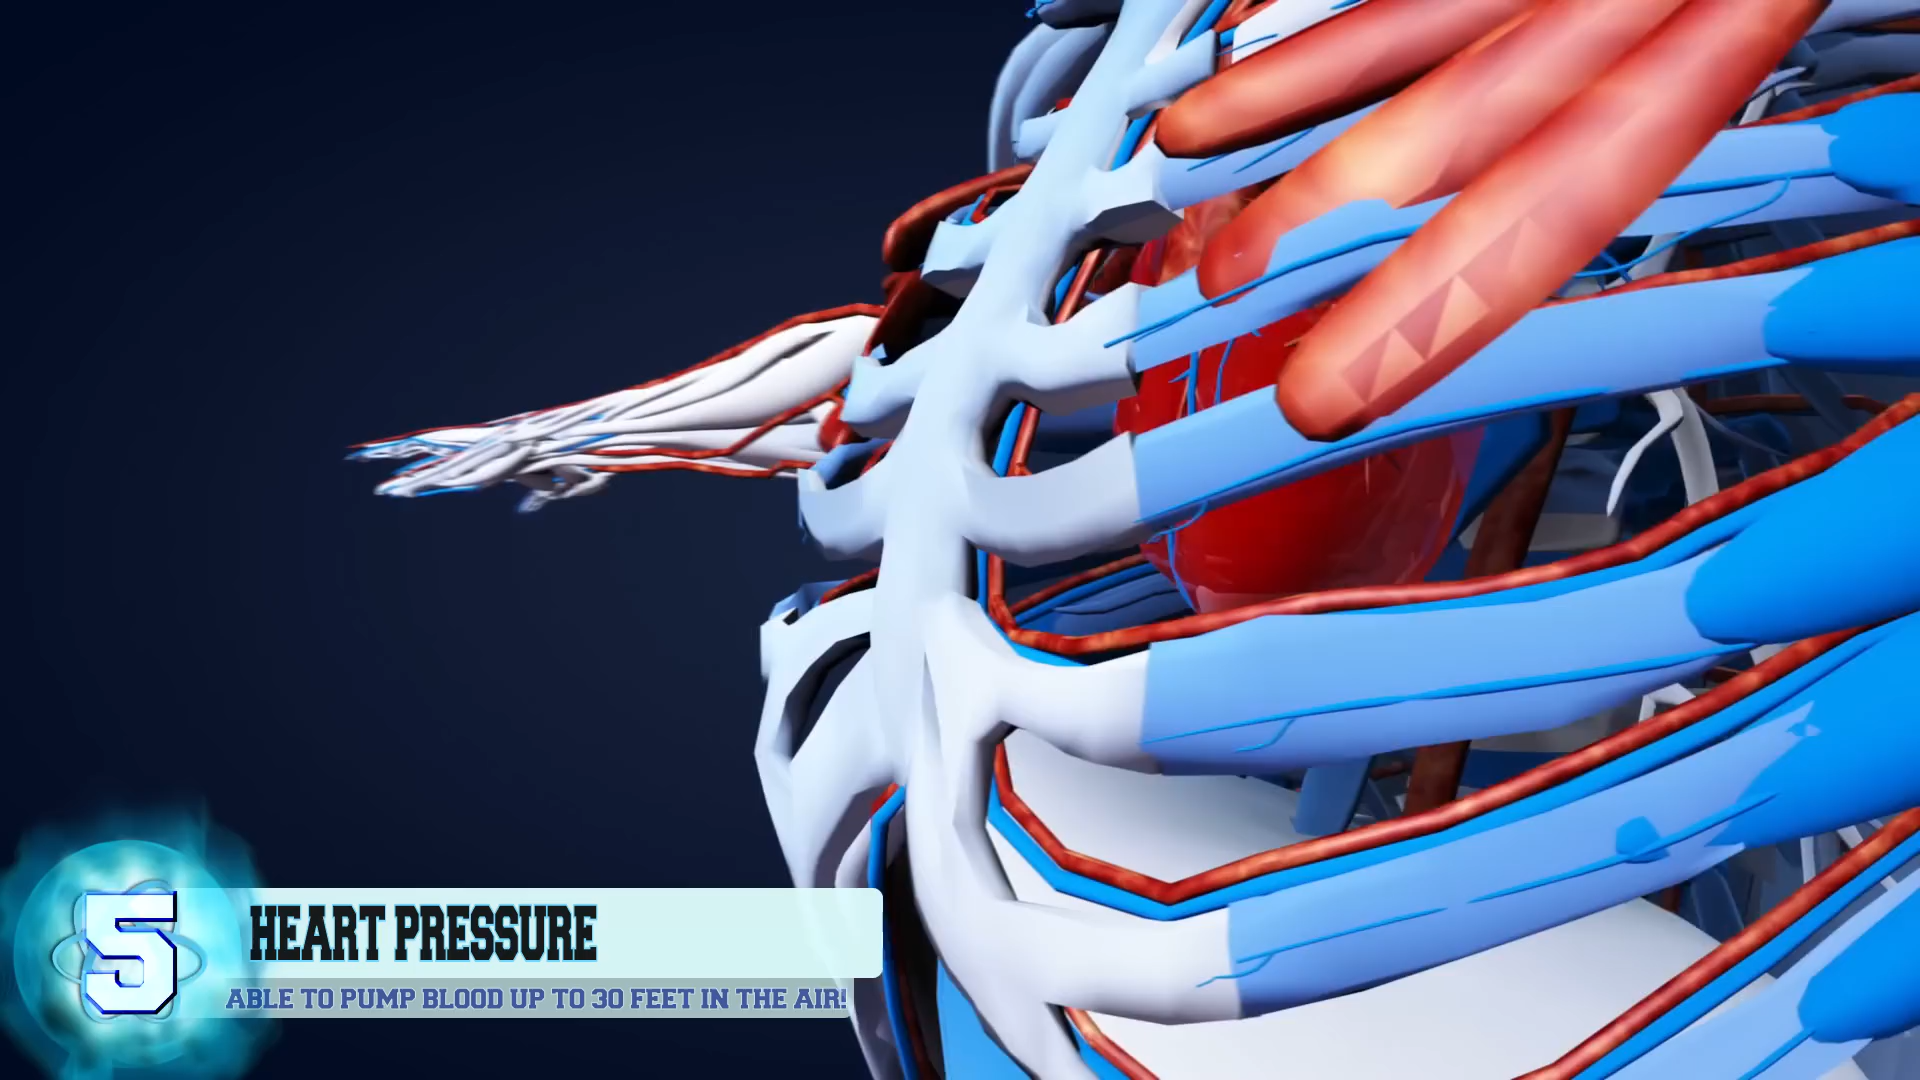 5
HEART PRESSURE
ABLE TO PUMP BLOOD UP TO 30 FEET IN THE AIR!